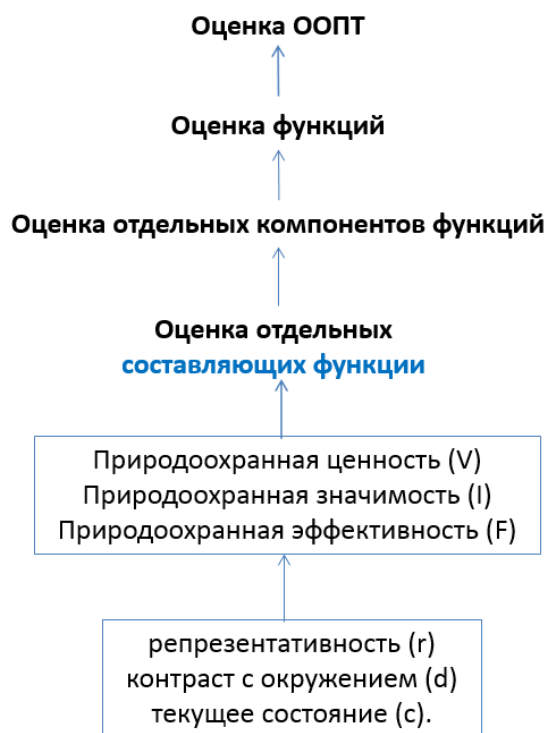 Оценка ООПТ
Оценка функций
Оценка отдельных компонентов функций
Оценка отдельных
составляющих функции
Природоохранная ценность (V)
Природоохранная значимость (I)
Природоохранная эффективность (F)
репрезентативность (r)
контраст с окружением (d)
текущее состояние (c).